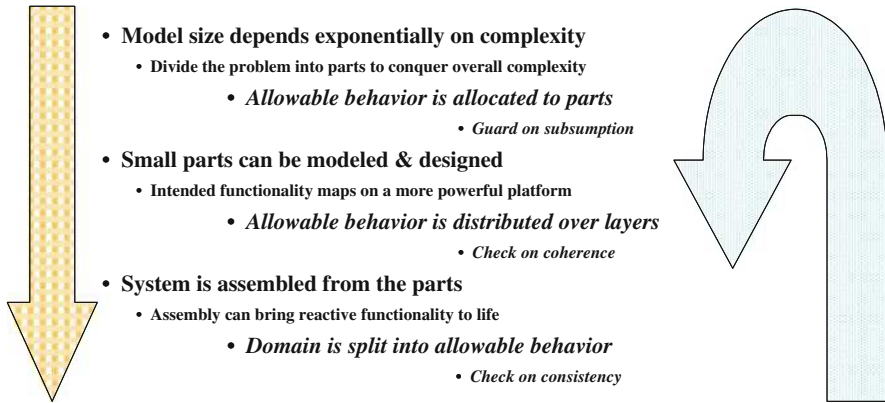 • Model size depends exponentially on complexity
• Divide the problem into parts to conquer overall complexity
• Allowable behavior is allocated to parts
• Guard on subsumption
• Small parts can be modeled & designed
• Intended functionality maps on a more powerful platform
• Allowable behavior is distributed over layers
• Check on coherence
• System is assembled from the parts
• Assembly can bring reactive functionality to life
• Domain is split into allowable behavior
• Check on consistency